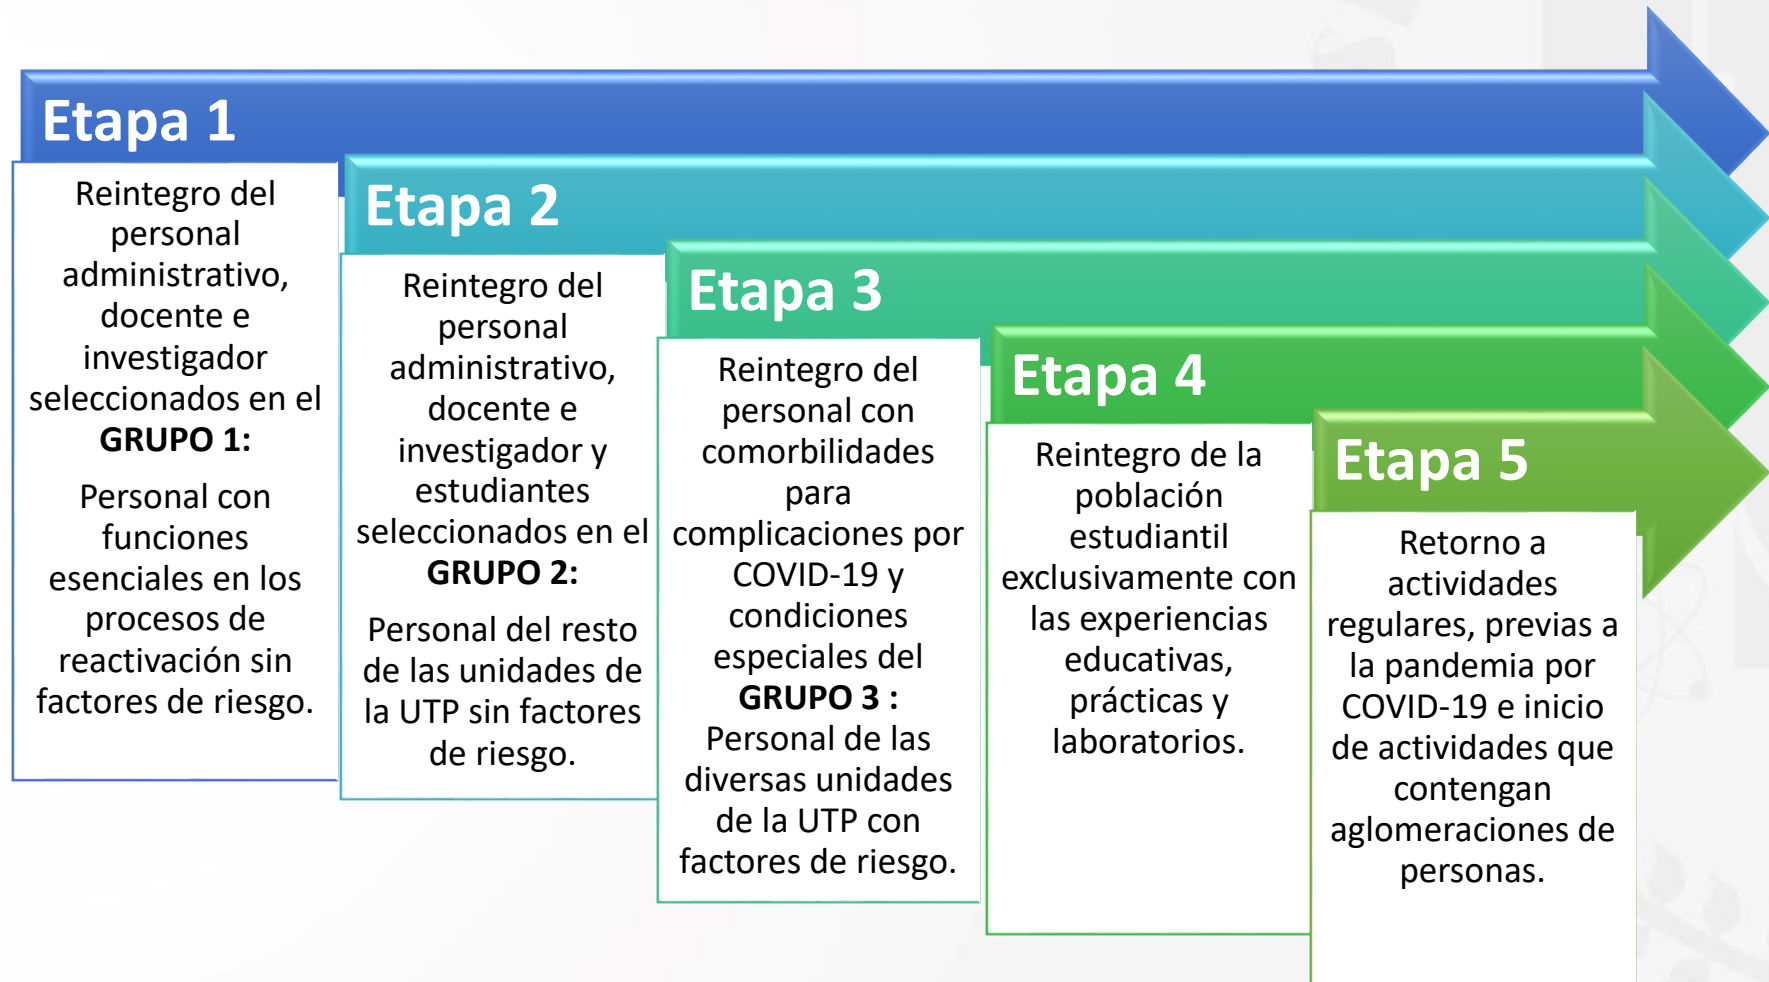 Etapa 1
Reintegro del
personal
administrativo,
docente e
investigador
seleccionados en el
GRUPO 1:
Personal con
funciones
esenciales en los
procesos de
reactivación sin
factores de riesgo.
Etapa 2
Reintegro del
personal
administrativo,
docente e
investigador y
estudiantes
seleccionados en el
GRUPO 2:
Personal del resto
de las unidades de
la UTP sin factores
de riesgo.
Etapa 3
Reintegro del
personal con
comorbilidades
para
complicaciones por
COVID-19 y
condiciones
especiales del
GRUPO 3 :
Personal de las
diversas unidades
de la UTP con
factores de riesgo.
Etapa 4
Reintegro de la
población
estudiantil
exclusivamente con
las experiencias
educativas,
prácticas y
laboratorios.
Etapa 5
Retorno a
actividades
regulares, previas a
la pandemia por
COVID-19 e inicio
de actividades que
contengan
aglomeraciones de
personas.